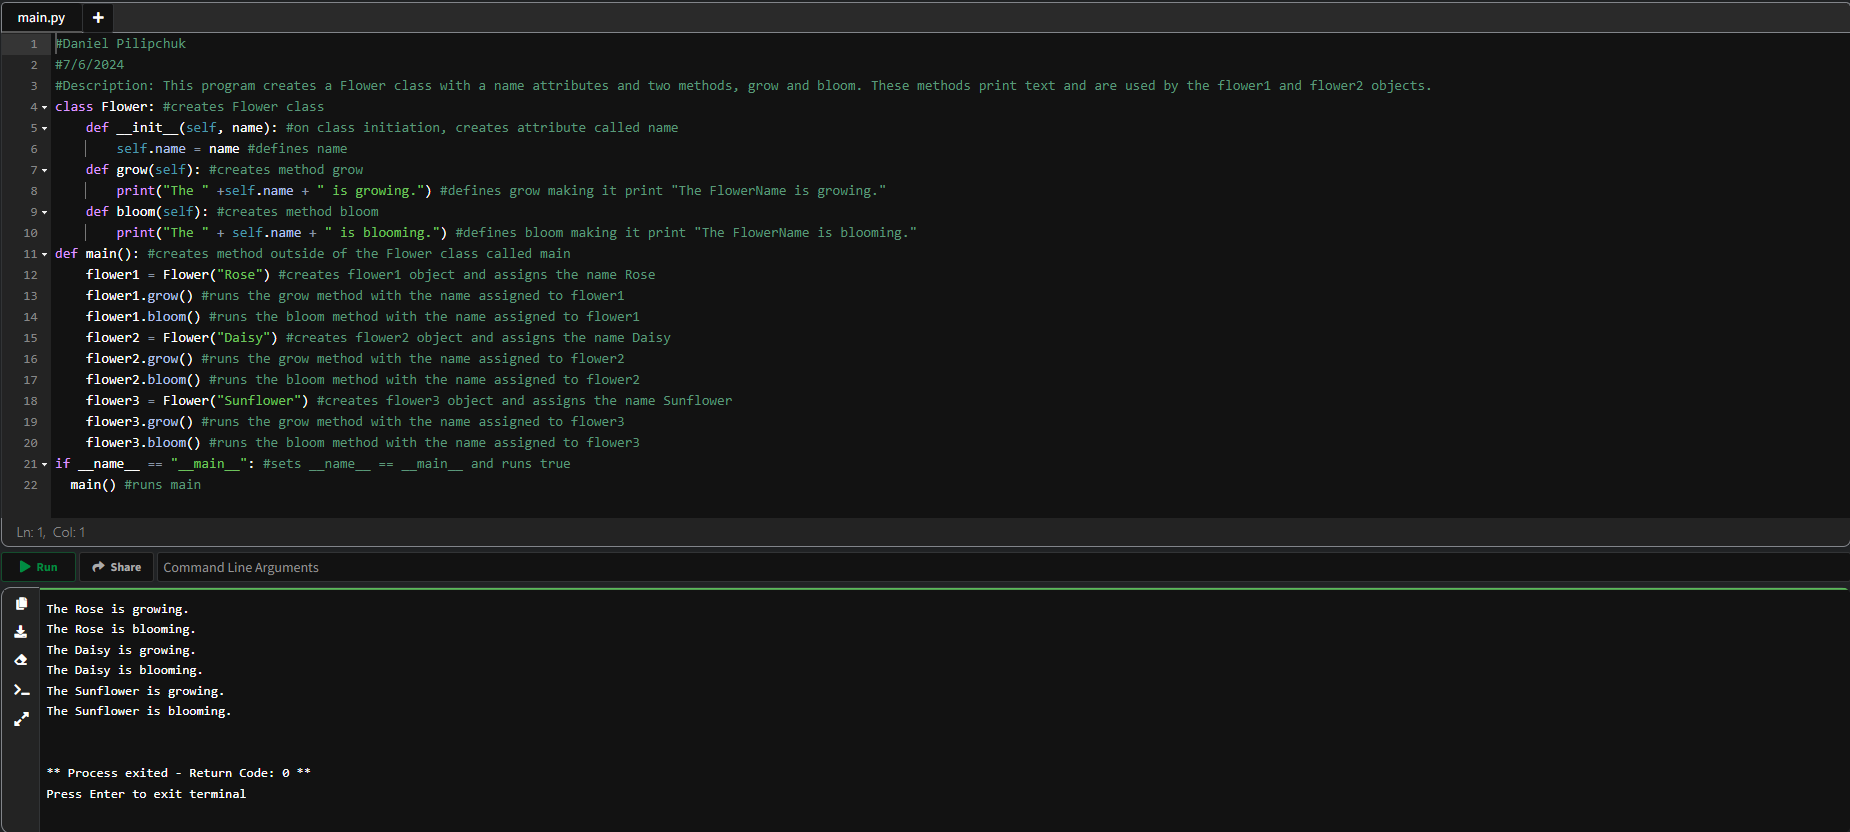 main.py +
1 #Daniel Pilipchuk
2 #7/6/2024
3 #Description: This program creates a Flower class with a name attributes and two methods, grow and bloom. These methods print text and are used by the flower1 and flower2 objects.
4 class Flower: #creates Flower class
5     def __init__(self, name): #on class initiation, creates attribute called name
6         self.name = name #defines name
7     def grow(self): #creates method grow
8         print("The " +self.name + " is growing.") #defines grow making it print "The FlowerName is growing."
9     def bloom(self): #creates method bloom
10         print("The " + self.name + " is blooming.") #defines bloom making it print "The FlowerName is blooming."
11 def main(): #creates method outside of the Flower class called main
12     flower1 = Flower("Rose") #creates flower1 object and assigns the name Rose
13     flower1.grow() #runs the grow method with the name assigned to flower1
14     flower1.bloom() #runs the bloom method with the name assigned to flower1
15     flower2 = Flower("Daisy") #creates flower2 object and assigns the name Daisy
16     flower2.grow() #runs the grow method with the name assigned to flower2
17     flower2.bloom() #runs the bloom method with the name assigned to flower2
18     flower3 = Flower("Sunflower") #creates flower3 object and assigns the name Sunflower
19     flower3.grow() #runs the grow method with the name assigned to flower3
20     flower3.bloom() #runs the bloom method with the name assigned to flower3
21 if __name__ == "__main__": #sets __name__ == __main__ and runs true
22   main() #runs main
Ln: 1, Col: 1
Run Share Command Line Arguments
The Rose is growing.
The Rose is blooming.
The Daisy is growing.
The Daisy is blooming.
The Sunflower is growing.
The Sunflower is blooming.
** Process exited - Return Code: 0 **
Press Enter to exit terminal